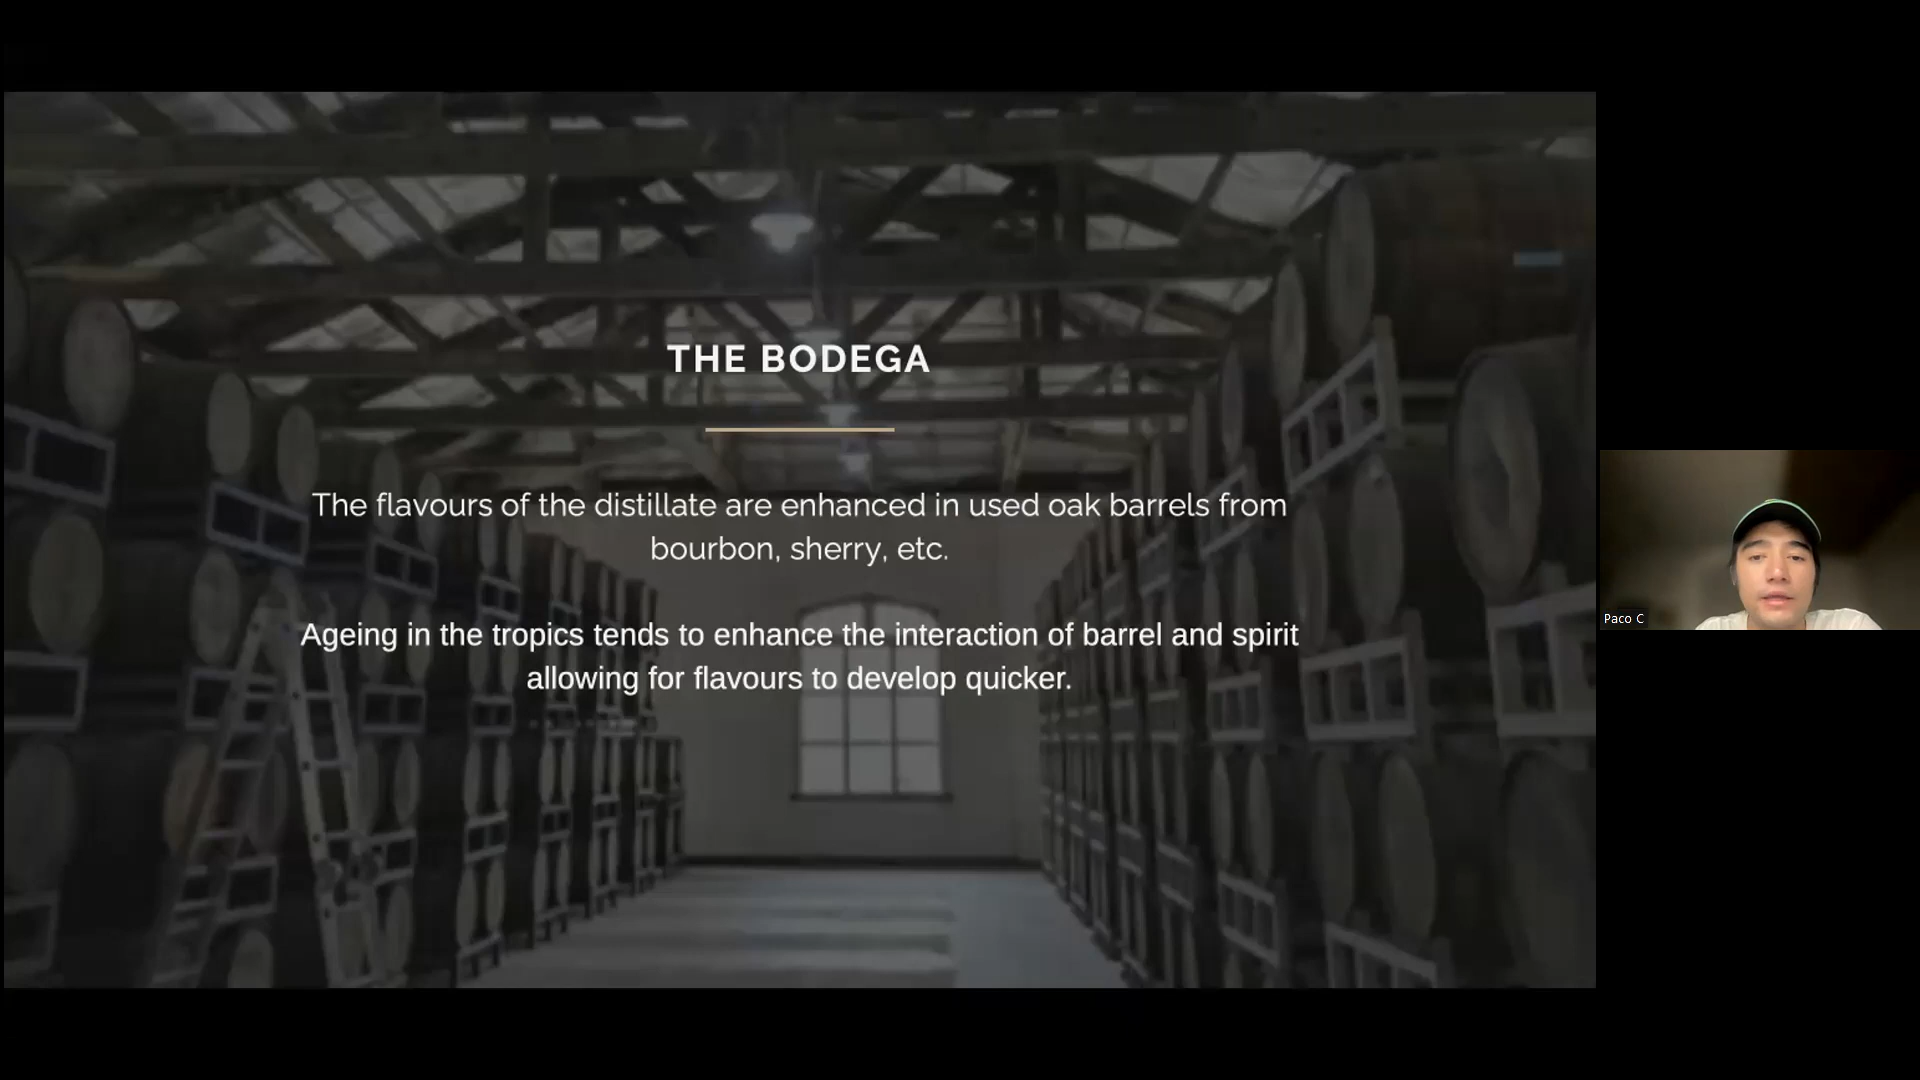 THE BODEGA
The flavours of the distillate are enhanced in used oak barrels from
bourbon, sherry, etc.
Ageing in the tropics tends to enhance the interaction of barrel and spirit
allowing for flavours to develop quicker.
Paco C